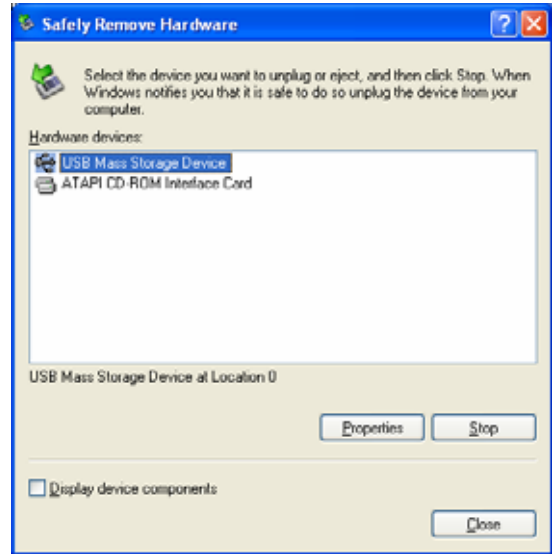 Safely Remove Hardware
Select the device you want to unplug or eject, and then click Stop. When
Windows notifies you that it is safe to do so unplug the device from your
computer.
Hardware devices:
USB Mass Storage Device
ATAPI CD-ROM Interface Card
USB Mass Storage Device at Location 0
Properties Stop
Display device components
Close